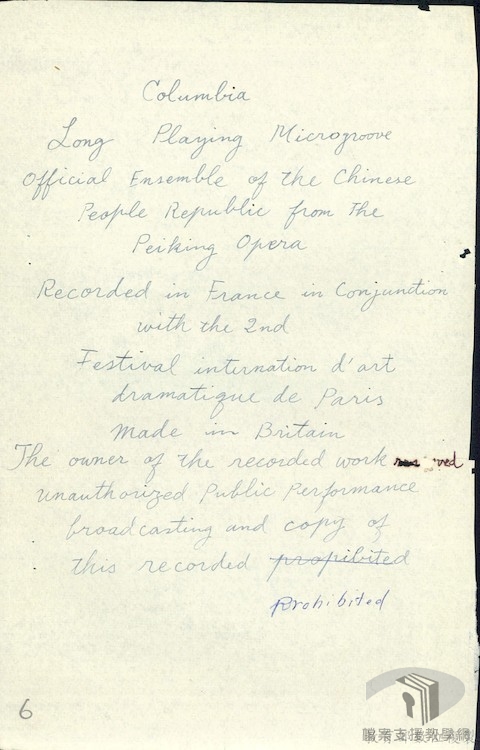 Columbia
Long Playing Microgroove
Official Ensemble of the Chinese
People Republic from The
Peiking Opera
Recorded in France in Conjunction
with the 2nd
Festival internation d'art
dramatique de Paris
Made in Britain
The owner of the recorded work ved
unauthorized Public Performance
broadcasting and copy of
this recorded propibited
Prohibited
6
檔案支援教學網